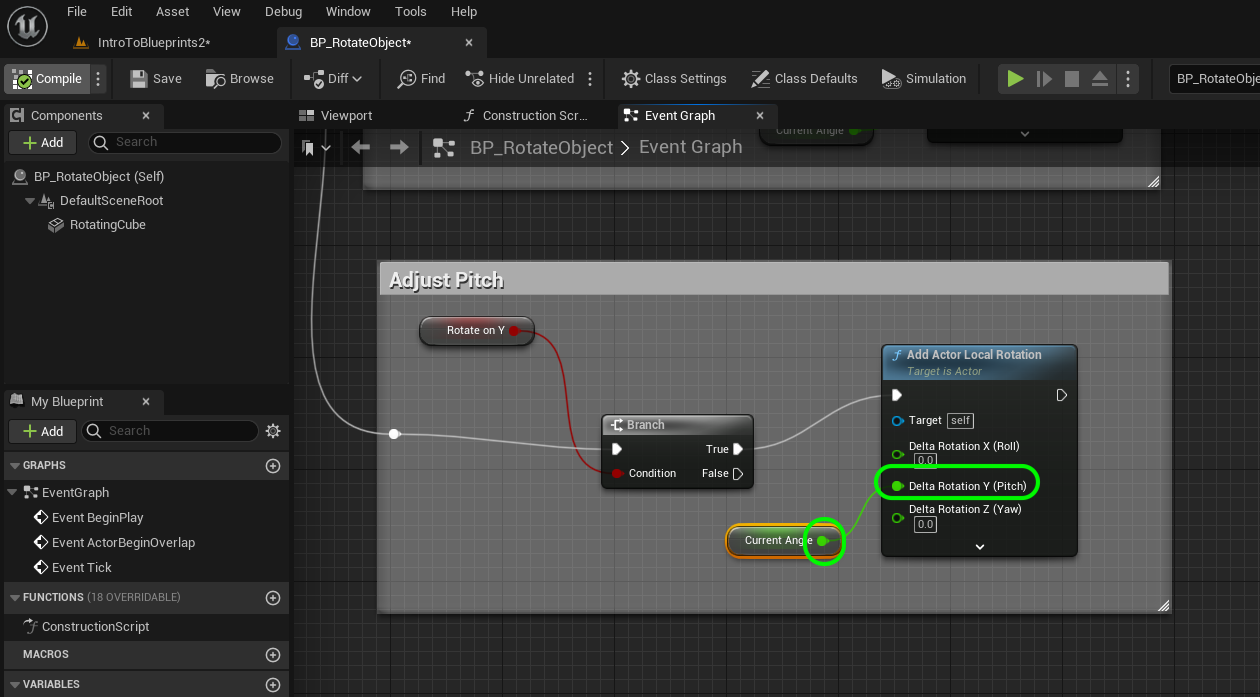 File Edit Asset View Debug Window Tools Help
IntroToBlueprints2* BP_RotateObject*
Compile Save Browse Diff Find Hide Unrelated Class Settings Class Defaults Simulation BP_RotateObje
Components Viewport Construction Scr... Event Graph
Add Search
BP_RotateObject > Event Graph
Current Angle
BP_RotateObject (Self)
DefaultSceneRoot
RotatingCube
Adjust Pitch
Rotate on Y
Add Actor Local Rotation
Target is Actor
Target self
Delta Rotation X (Roll)
0.0
Delta Rotation Y (Pitch)
Delta Rotation Z (Yaw)
0.0
Branch
True
Condition False
Current Angle
My Blueprint
Add Search
GRAPHS
EventGraph
Event BeginPlay
Event ActorBeginOverlap
Event Tick
FUNCTIONS (18 OVERRIDABLE)
ConstructionScript
MACROS
VARIABLES